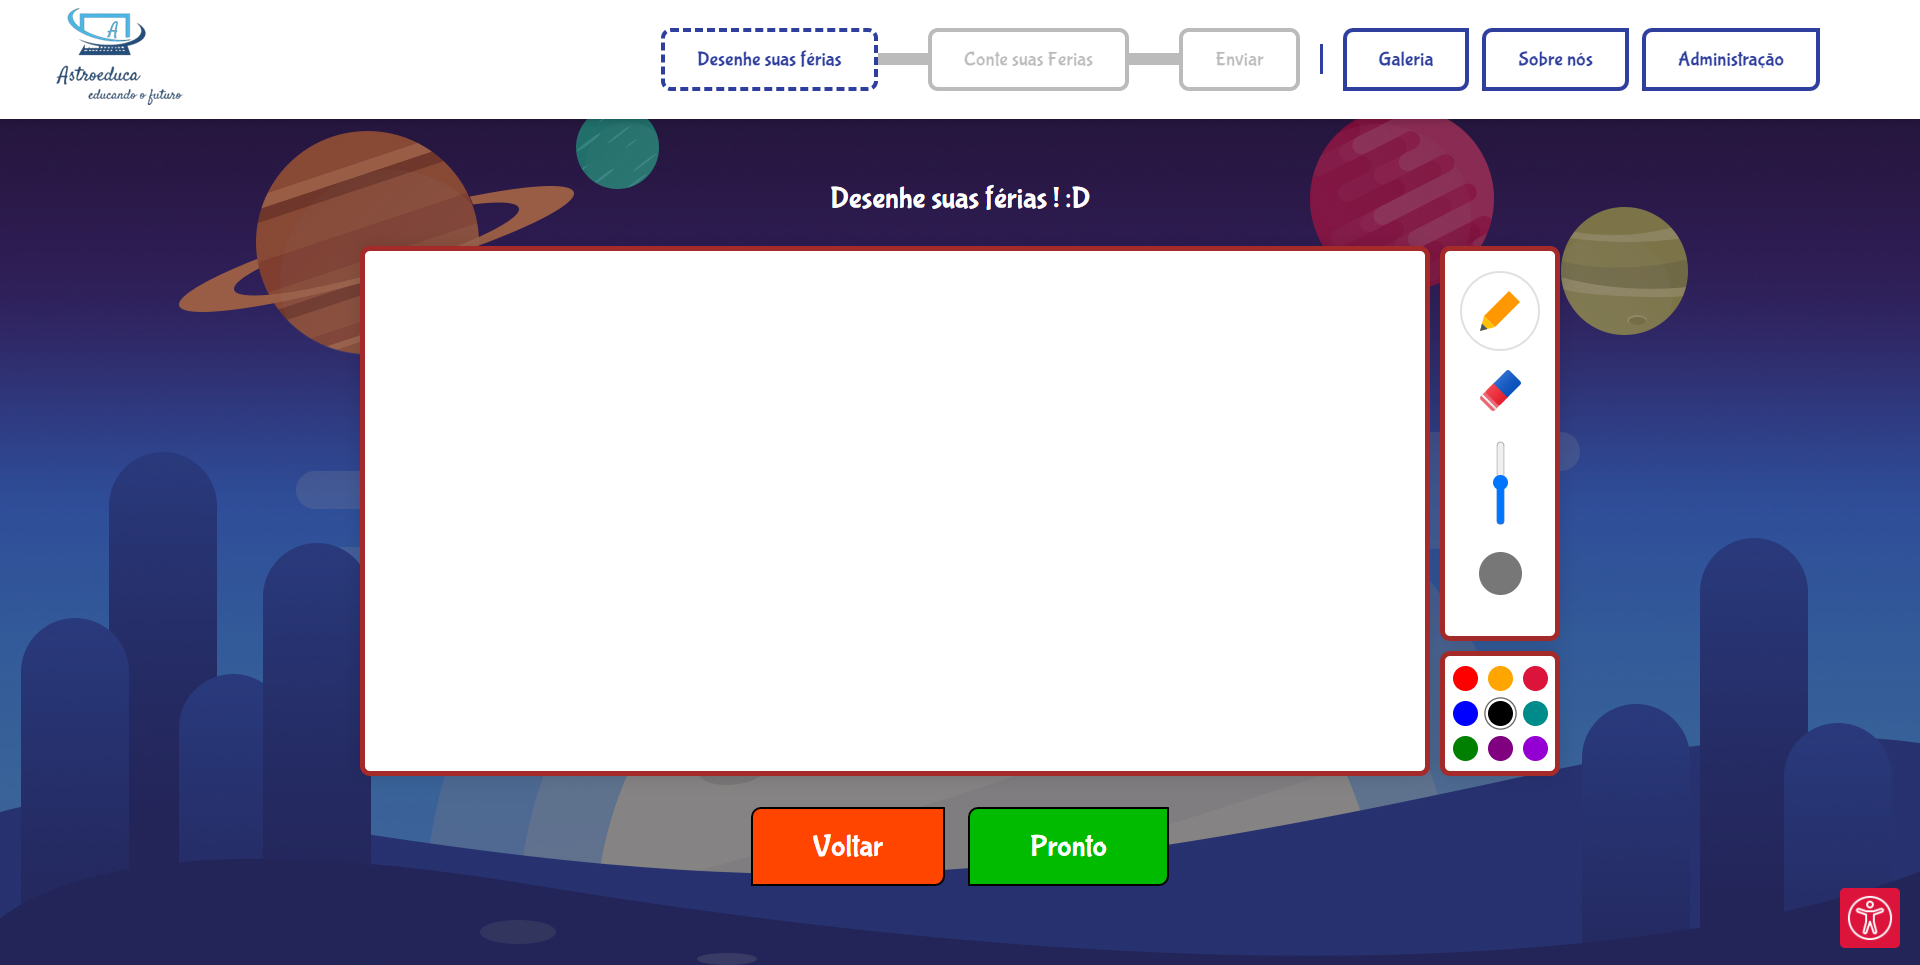 A
Astroeduca
educando o futuro
Desenhe suas férias
Conte suas Ferias
Enviar
Galeria
Sobre nós
Administração
Desenhe suas férias ! :D
Voltar
Pronto